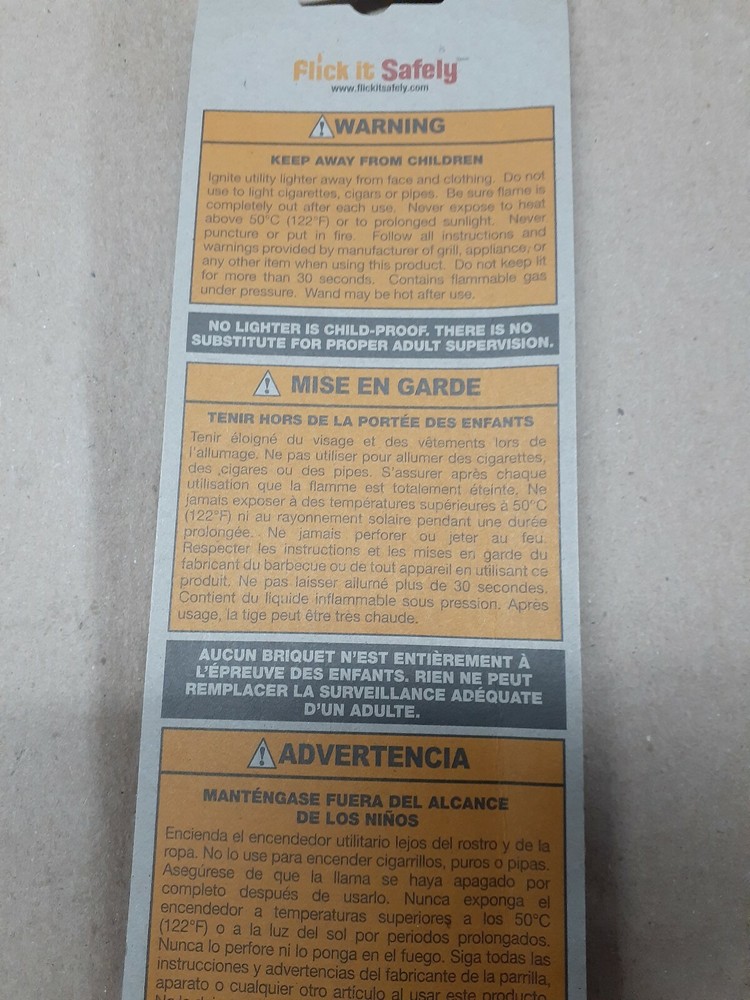 Flick it Safely
www.flickitsafely.com
WARNING
KEEP AWAY FROM CHILDREN
Ignite utility lighter away from face and clothing. Do not
use to light cigarettes, cigars or pipes. Be sure flame is
completely out after each use. Never expose to heat
above 50°C (122°F) or to prolonged sunlight. Never
puncture or put in fire. Follow all instructions and
warnings provided by manufacturer of grill, appliance, or
any other item when using this product. Do not keep lit
for more than 30 seconds. Contains flammable gas
under pressure. Wand may be hot after use.
NO LIGHTER IS CHILD-PROOF. THERE IS NO
SUBSTITUTE FOR PROPER ADULT SUPERVISION.
MISE EN GARDE
TENIR HORS DE LA PORTÉE DES ENFANTS
Tenir éloigné du visage et des vêtements lors de
l'allumage. Ne pas utiliser pour allumer des cigarettes,
des cigares ou des pipes. S'assurer après chaque
utilisation que la flamme est totalement éteinte. Ne
jamais exposer à des températures supérieures à 50°C
(122°F) ni au rayonnement solaire pendant une durée
prolongée. Ne jamais perforer ou jeter au feu.
Respecter les instructions et les mises en garde du
fabricant du barbecue ou de tout appareil en utilisant ce
produit. Ne pas laisser allumé plus de 30 secondes.
Contient du liquide inflammable sous pression. Après
usage, la tige peut être très chaude.
AUCUN BRIQUET N'EST ENTIÈREMENT À
L'ÉPREUVE DES ENFANTS. RIEN NE PEUT
REMPLACER LA SURVEILLANCE ADÉQUATE
D'UN ADULTE.
ADVERTENCIA
MANTÉNGASE FUERA DEL ALCANCE
DE LOS NIÑOS
Encienda el encendedor utilitario lejos del rostro y de la
ropa. No lo use para encender cigarrillos, puros o pipas.
Asegúrese de que la llama se haya apagado por
completo después de usarlo. Nunca exponga el
encendedor a temperaturas superiores a los 50°C
(122°F) o a la luz del sol por periodos prolongados.
Nunca lo perfore ni lo ponga en el fuego. Siga todas las
instrucciones y advertencias del fabricante de la parrilla,
aparato o cualquier otro artículo al usar este producto.